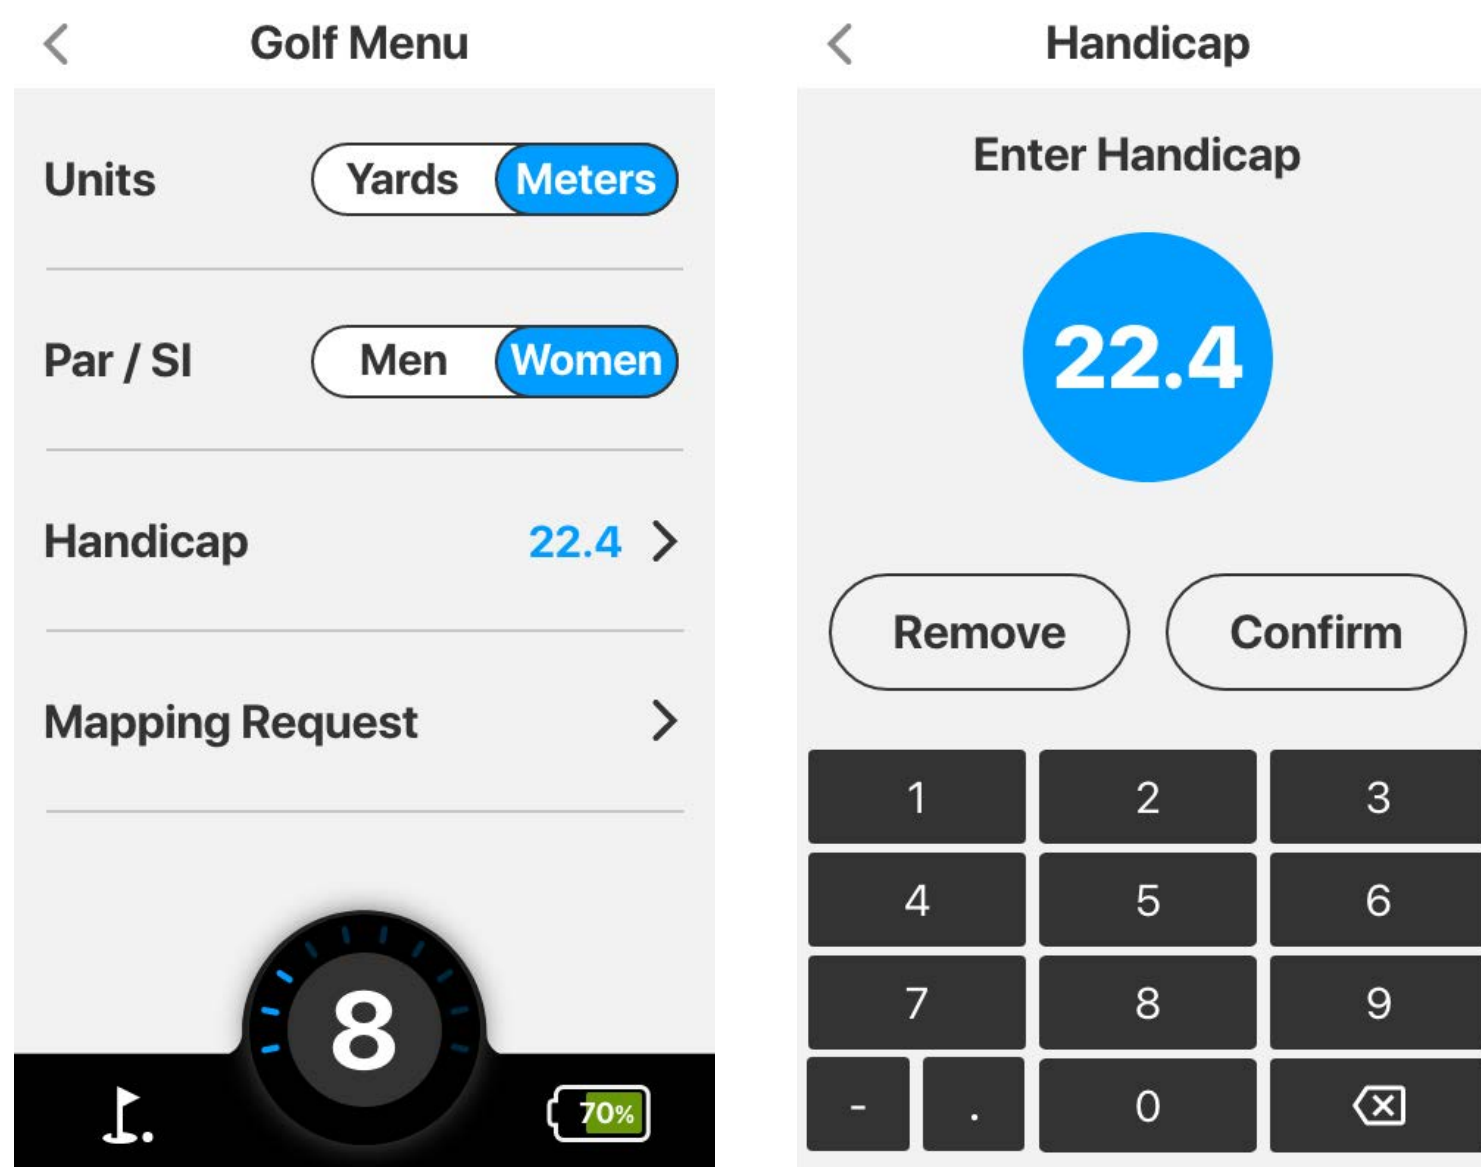 Golf Menu
Units Yards Meters
Par / SI Men Women
Handicap 22.4
Mapping Request
8
70%
Handicap
Enter Handicap
22.4
Remove Confirm
1 2 3
4 5 6
7 8 9
- . 0